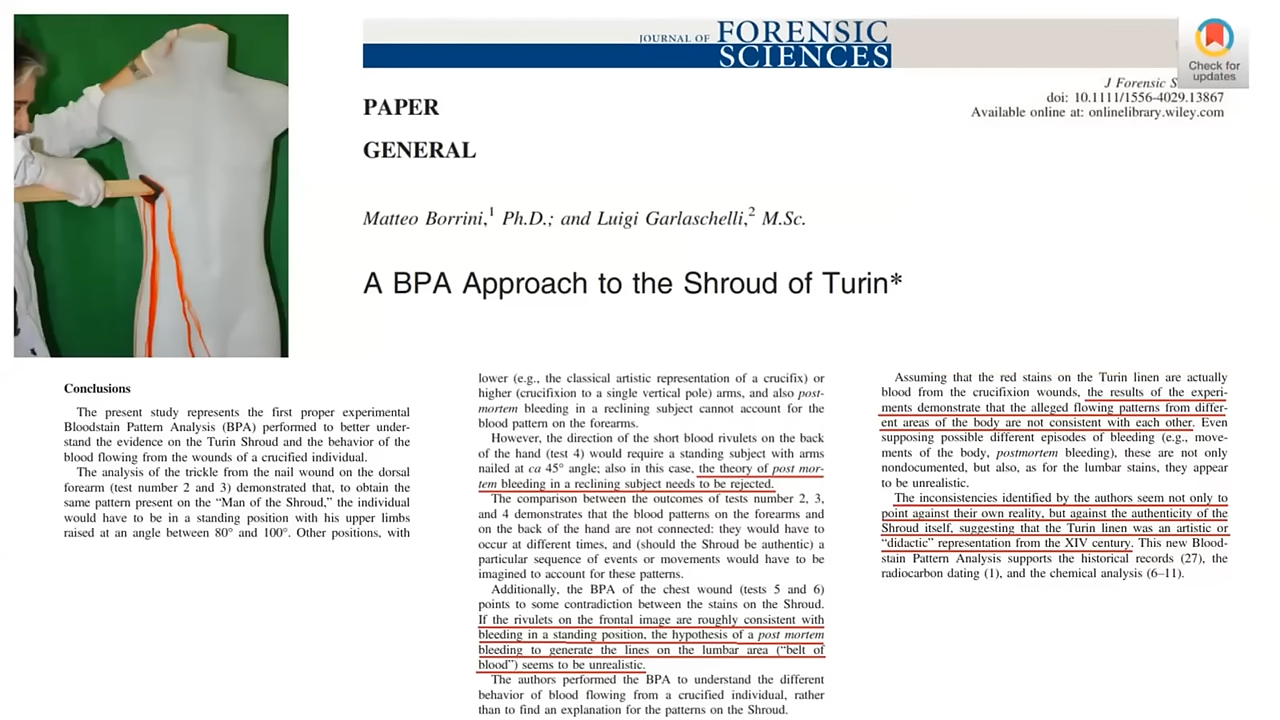 JOURNAL OF FORENSIC
SCIENCES
Check for
updates
PAPER
GENERAL
J Forensic S
doi: 10.1111/1556-4029.13867
Available online at: onlinelibrary.wiley.com
Matteo Borrini,1 Ph.D.; and Luigi Garlaschelli,2 M.Sc.
A BPA Approach to the Shroud of Turin*
Conclusions
The present study represents the first proper experimental
Bloodstain Pattern Analysis (BPA) performed to better under-
stand the evidence on the Turin Shroud and the behavior of the
blood flowing from the wounds of a crucified individual.
The analysis of the trickle from the nail wound on the dorsal
forearm (test number 2 and 3) demonstrated that, to obtain the
same pattern present on the “Man of the Shroud,” the individual
would have to be in a standing position with his upper limbs
raised at an angle between 80° and 100°. Other positions, with
lower (e.g., the classical artistic representation of a crucifix) or
higher (crucifixion to a single vertical pole) arms, and also post-
mortem bleeding in a reclining subject cannot account for the
blood pattern on the forearms.
However, the direction of the short blood rivulets on the back
of the hand (test 4) would require a standing subject with arms
nailed at ca 45° angle; also in this case, the theory of post mor-
tem bleeding in a reclining subject needs to be rejected.
The comparison between the outcomes of tests number 2, 3,
and 4 demonstrates that the blood patterns on the forearms and
on the back of the hand are not connected: they would have to
occur at different times, and (should the Shroud be authentic) a
particular sequence of events or movements would have to be
imagined to account for these patterns.
Additionally, the BPA of the chest wound (tests 5 and 6)
points to some contradiction between the stains on the Shroud.
If the rivulets on the frontal image are roughly consistent with
bleeding in a standing position, the hypothesis of a post mortem
bleeding to generate the lines on the lumbar area (“belt of
blood”) seems to be unrealistic.
The authors performed the BPA to understand the different
behavior of blood flowing from a crucified individual, rather
than to find an explanation for the patterns on the Shroud.
Assuming that the red stains on the Turin linen are actually
blood from the crucifixion wounds, the results of the experi-
ments demonstrate that the alleged flowing patterns from differ-
ent areas of the body are not consistent with each other. Even
supposing possible different episodes of bleeding (e.g., move-
ments of the body, postmortem bleeding), these are not only
nondocumented, but also, as for the lumbar stains, they appear
to be unrealistic.
The inconsistencies identified by the authors seem not only to
point against their own reality, but against the authenticity of the
Shroud itself, suggesting that the Turin linen was an artistic or
“didactic” representation from the XIV century. This new Blood-
stain Pattern Analysis supports the historical records (27), the
radiocarbon dating (1), and the chemical analysis (6–11).